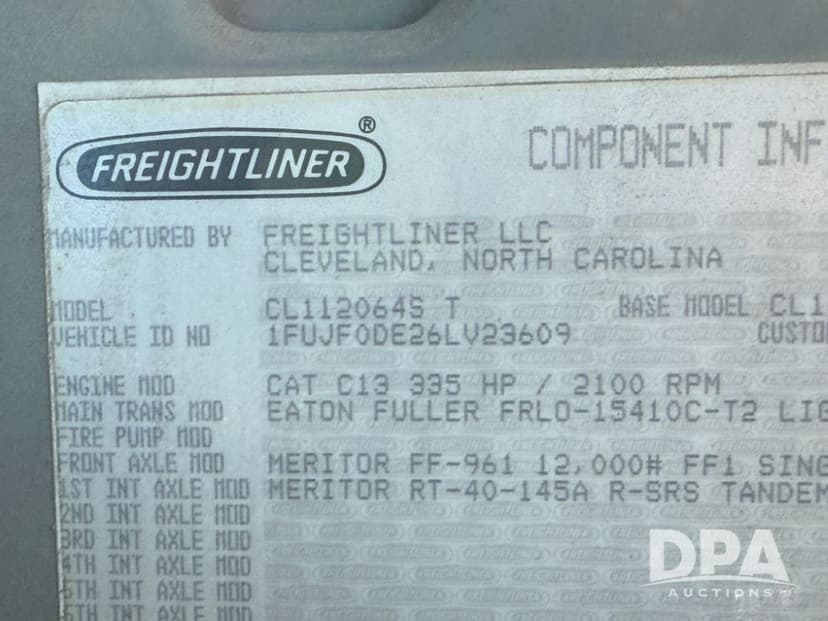 FREIGHTLINER ®
COMPONENT INF
MANUFACTURED BY FREIGHTLINER LLC
CLEVELAND, NORTH CAROLINA
MODEL CL112064S T BASE MODEL CL1
VEHICLE ID NO 1FUJF0DE26LV23609 CUSTO
ENGINE MOD CAT C13 335 HP / 2100 RPM
MAIN TRANS MOD EATON FULLER FRLO-15410C-T2 LIG
FIRE PUMP MOD
FRONT AXLE MOD MERITOR FF-961 12,000# FF1 SING
1ST INT AXLE MOD MERITOR RT-40-145A R-SRS TANDEM
2ND INT AXLE MOD
3RD INT AXLE MOD
4TH INT AXLE MOD
5TH INT AXLE MOD
6TH INT AXLE MOD
DPA
AUCTIONS